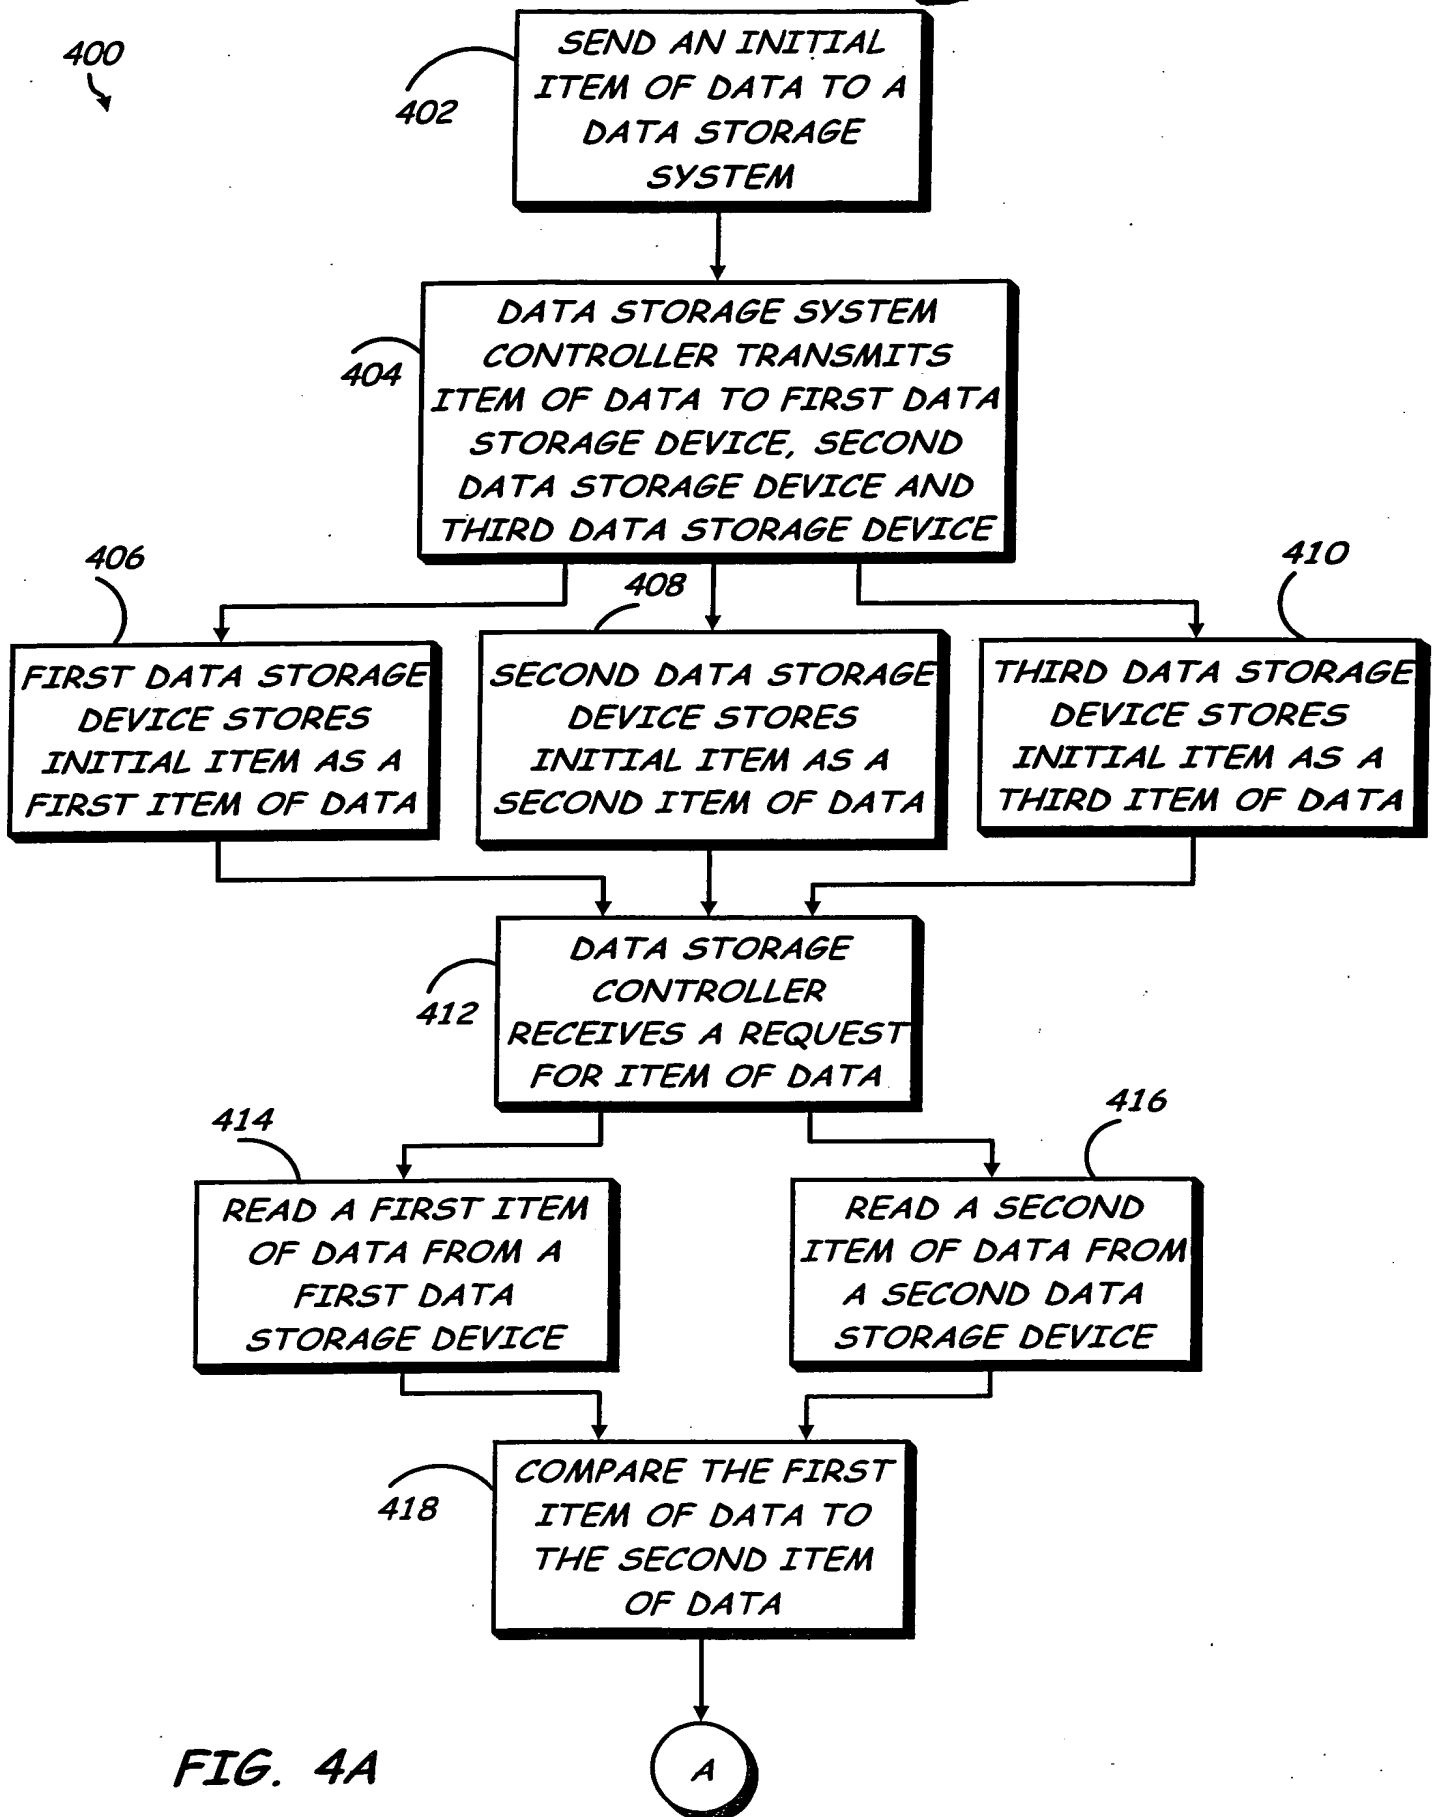 400
402
SEND AN INITIAL
ITEM OF DATA TO A
DATA STORAGE
SYSTEM
404
DATA STORAGE SYSTEM
CONTROLLER TRANSMITS
ITEM OF DATA TO FIRST DATA
STORAGE DEVICE, SECOND
DATA STORAGE DEVICE AND
THIRD DATA STORAGE DEVICE
406
FIRST DATA STORAGE
DEVICE STORES
INITIAL ITEM AS A
FIRST ITEM OF DATA
408
SECOND DATA STORAGE
DEVICE STORES
INITIAL ITEM AS A
SECOND ITEM OF DATA
410
THIRD DATA STORAGE
DEVICE STORES
INITIAL ITEM AS A
THIRD ITEM OF DATA
412
DATA STORAGE
CONTROLLER
RECEIVES A REQUEST
FOR ITEM OF DATA
414
READ A FIRST ITEM
OF DATA FROM A
FIRST DATA
STORAGE DEVICE
416
READ A SECOND
ITEM OF DATA FROM
A SECOND DATA
STORAGE DEVICE
418
COMPARE THE FIRST
ITEM OF DATA TO
THE SECOND ITEM
OF DATA
A
FIG. 4A